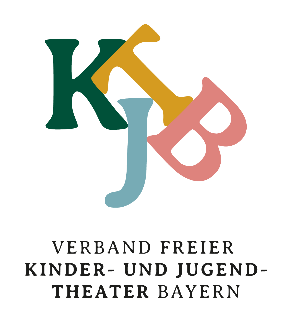 KTJB
VERBAND FREIER
KINDER- UND JUGEND-
THEATER BAYERN